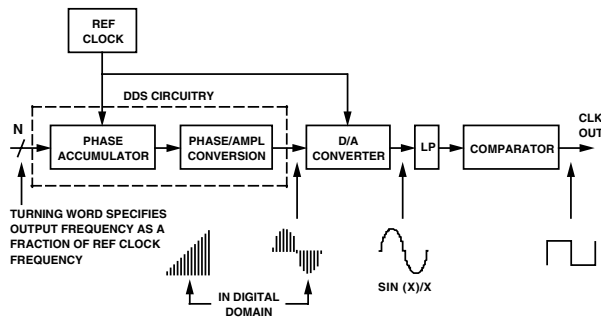 REF
CLOCK
DDS CIRCUITRY
N
PHASE
ACCUMULATOR
PHASE/AMPL
CONVERSION
D/A
CONVERTER
LP
COMPARATOR
CLK
OUT
TURNING WORD SPECIFIES
OUTPUT FREQUENCY AS A
FRACTION OF REF CLOCK
FREQUENCY
IN DIGITAL
DOMAIN
SIN (X)/X